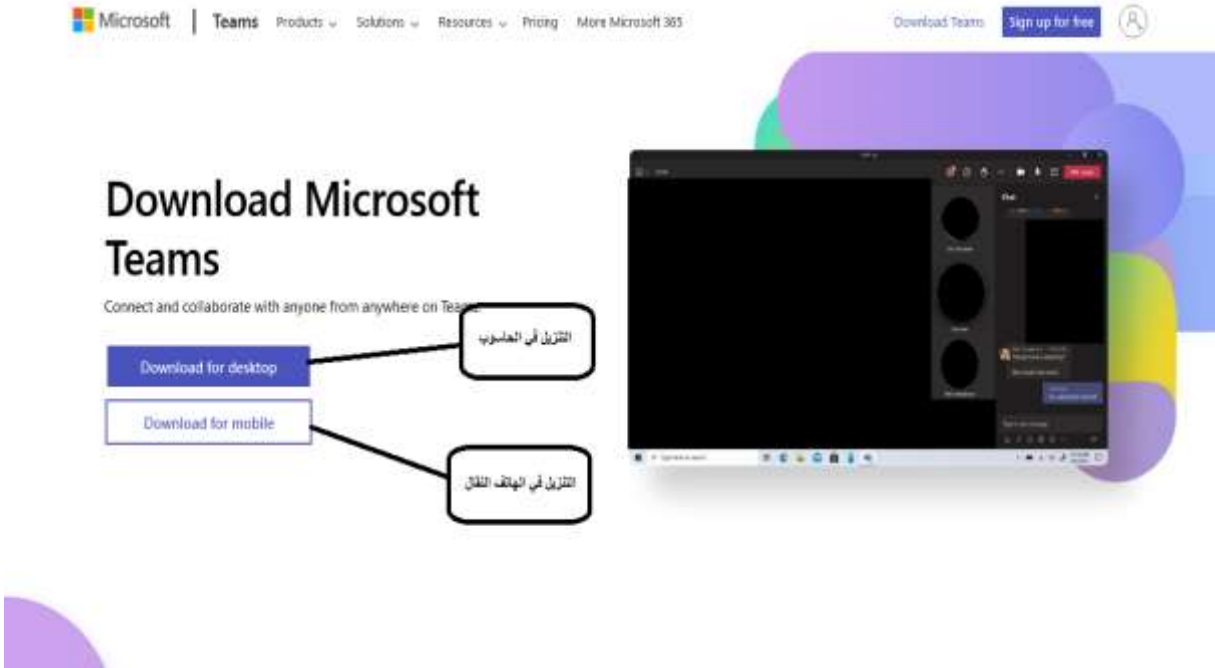 Microsoft | Teams Products Solutions Resources Pricing More Microsoft 365 Download Teams Sign up for free
Download Microsoft
Teams
Connect and collaborate with anyone from anywhere on Teams.
التنزيل في الحاسوب
Download for desktop
Download for mobile
التنزيل في الهاتف النقال
Chat